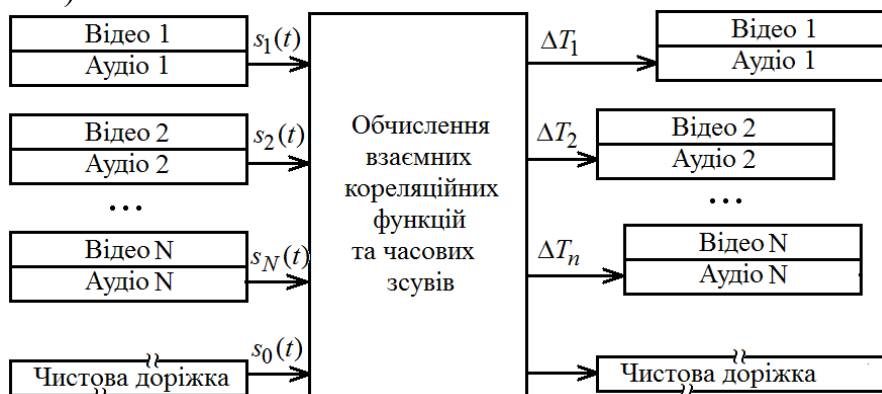 )
Відео 1
Аудіо 1
s₁(t)
Відео 2
Аудіо 2
s₂(t)
...
Відео N
Аудіо N
s_N(t)
Чистова доріжка
s₀(t)
Обчислення
взаємних
кореляційних
функцій
та часових
зсувів
ΔT₁
Відео 1
Аудіо 1
ΔT₂
Відео 2
Аудіо 2
...
ΔTₙ
Відео N
Аудіо N
Чистова доріжка